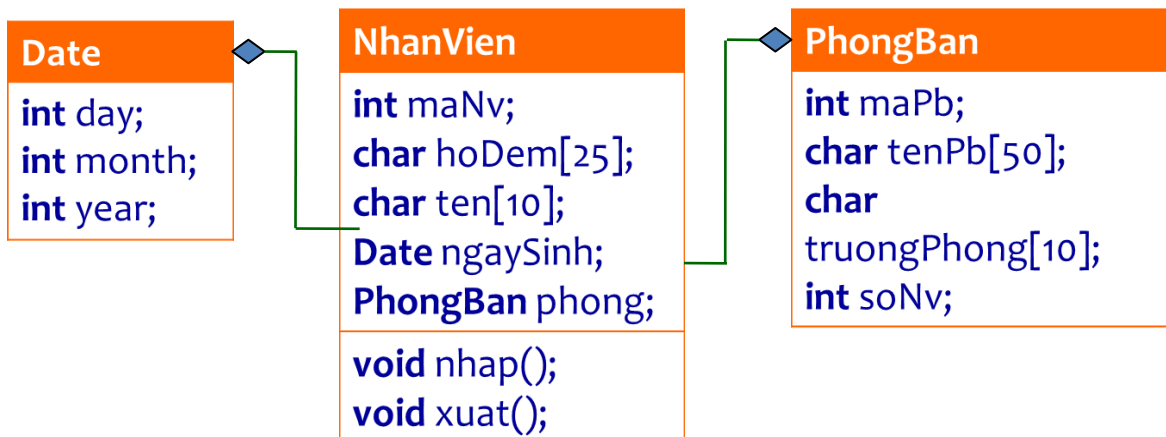 Date
int day;
int month;
int year;
NhanVien
int maNv;
char hoDem[25];
char ten[10];
Date ngaySinh;
PhongBan phong;
void nhap();
void xuat();
PhongBan
int maPb;
char tenPb[50];
char
truongPhong[10];
int soNv;